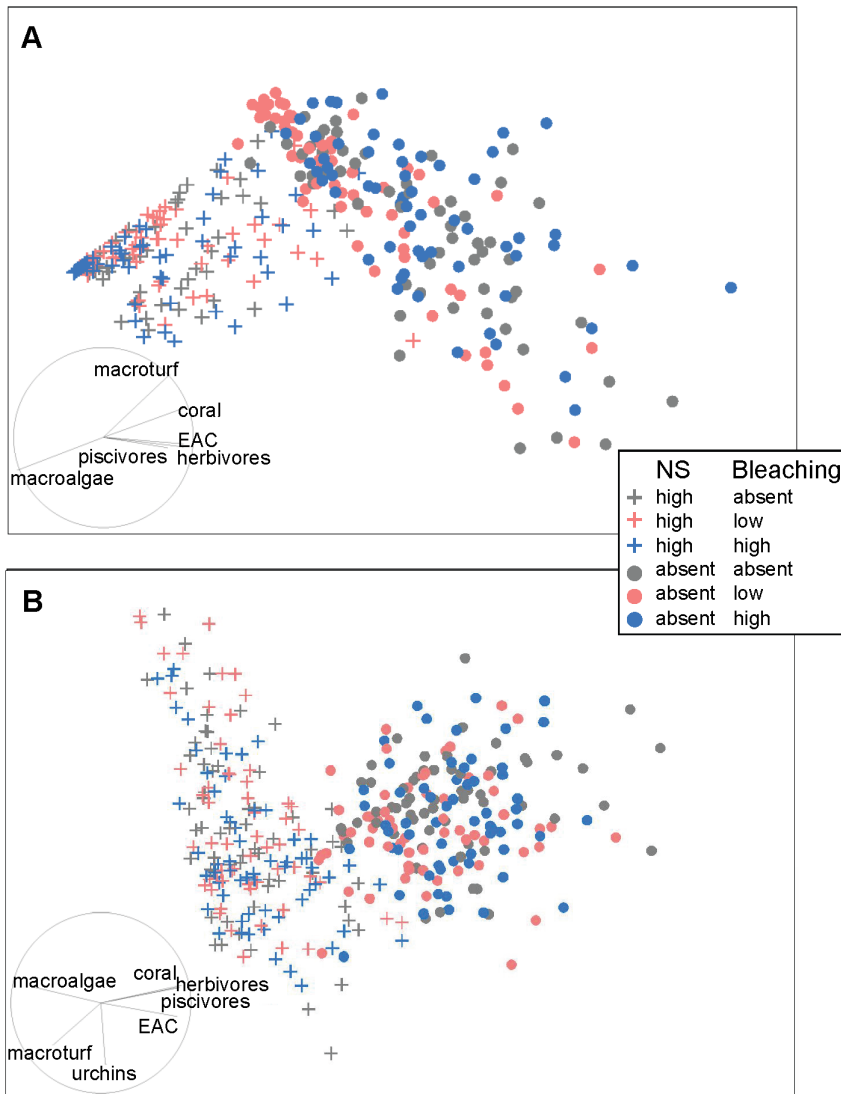 A
macroturf
coral
EAC
piscivores herbivores
macroalgae
NS Bleaching
high absent
high low
high high
absent absent
absent low
absent high
B
coral
macroalgae herbivores
piscivores
EAC
macroturf
urchins